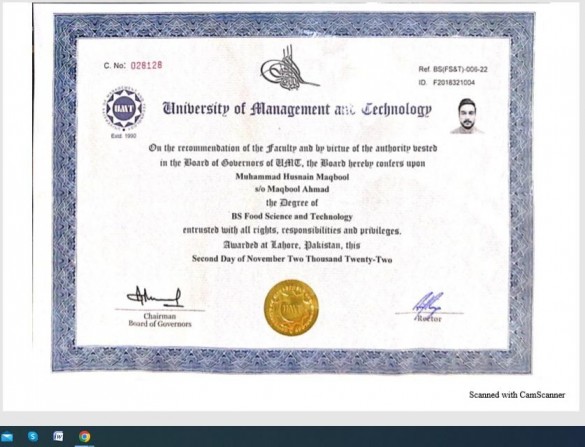 C. No: 028128
Ref. BS(FS&T)-006-22
ID. F2018321004
UMT
Estd. 1990
University of Management and Technology
On the recommendation of the Faculty and by virtue of the authority vested
in the Board of Governors of UMT, the Board hereby confers upon
Muhammad Husnain Maqbool
s/o Maqbool Ahmad
the Degree of
BS Food Science and Technology
entrusted with all rights, responsibilities and privileges.
Awarded at Lahore, Pakistan, this
Second Day of November Two Thousand Twenty-Two
Chairman
Board of Governors
UMT
Rector
Scanned with CamScanner